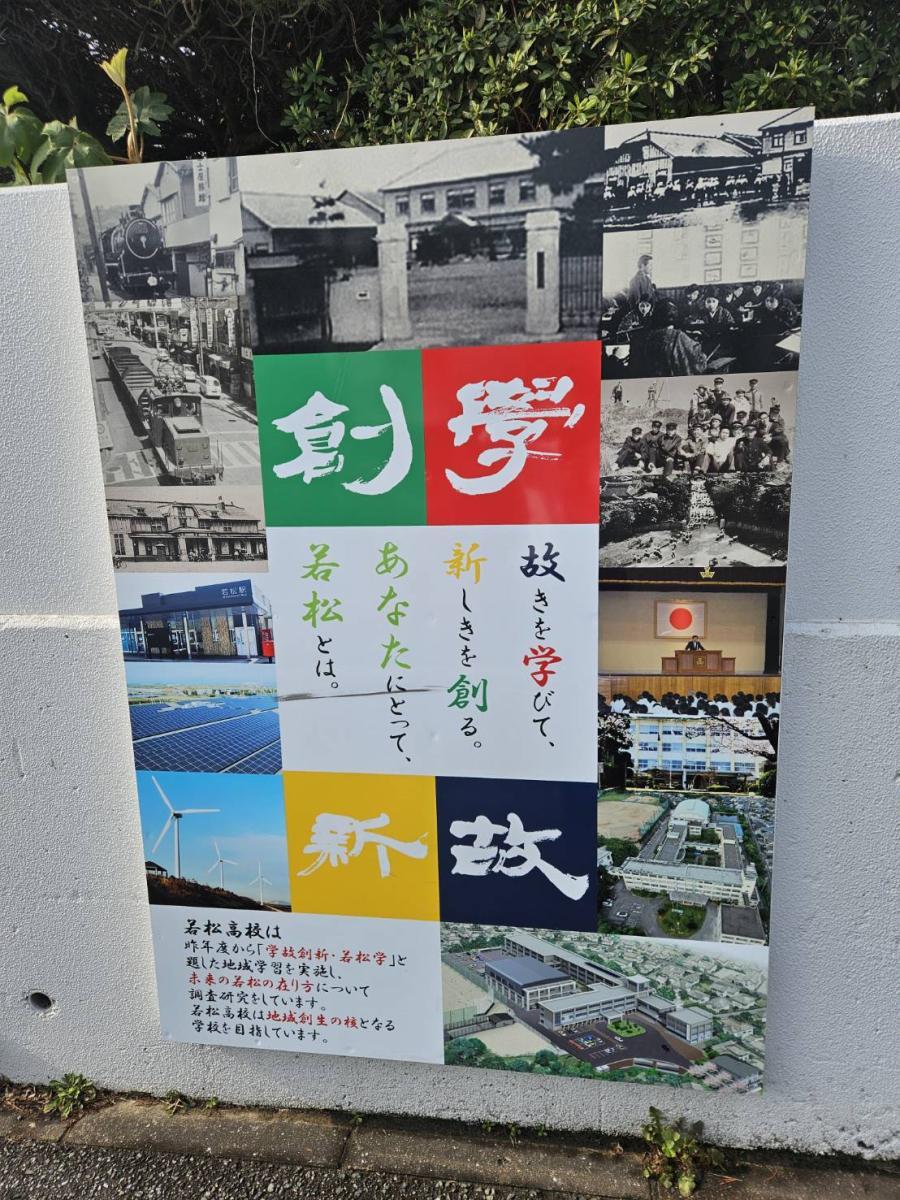 学
創
故きを学びて、
新しきを創る。
あなたにとって、
若松とは。
故
新
若松駅
若松高校は
昨年度から「学故創新・若松学」と
題した地域学習を実施し、
未来の若松の在り方について
調査研究をしています。
若松高校は地域創生の核となる
学校を目指しています。